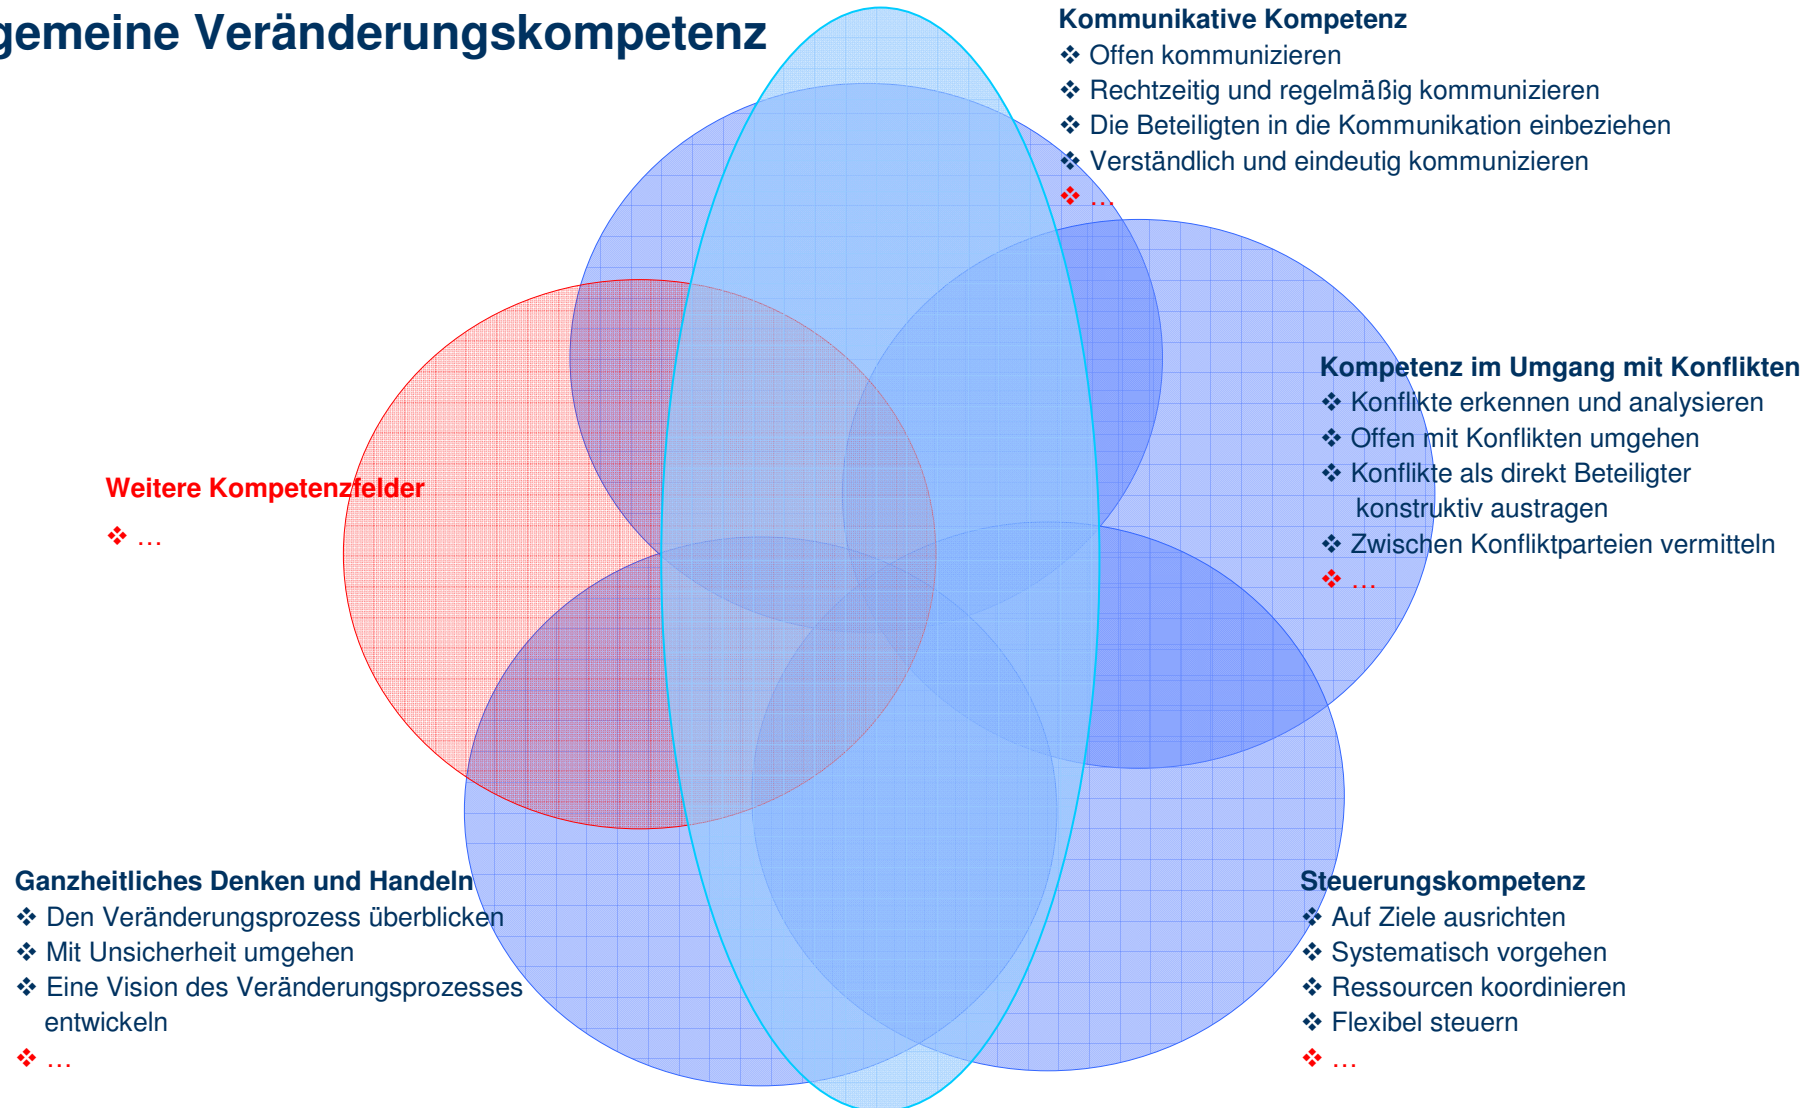 gemeine Veränderungskompetenz
Kommunikative Kompetenz
❖ Offen kommunizieren
❖ Rechtzeitig und regelmäßig kommunizieren
❖ Die Beteiligten in die Kommunikation einbeziehen
❖ Verständlich und eindeutig kommunizieren
❖ …
Kompetenz im Umgang mit Konflikten
❖ Konflikte erkennen und analysieren
❖ Offen mit Konflikten umgehen
❖ Konflikte als direkt Beteiligter
konstruktiv austragen
❖ Zwischen Konfliktparteien vermitteln
❖ …
Weitere Kompetenzfelder
❖ …
Ganzheitliches Denken und Handeln
❖ Den Veränderungsprozess überblicken
❖ Mit Unsicherheit umgehen
❖ Eine Vision des Veränderungsprozesses
entwickeln
❖ …
Steuerungskompetenz
❖ Auf Ziele ausrichten
❖ Systematisch vorgehen
❖ Ressourcen koordinieren
❖ Flexibel steuern
❖ …